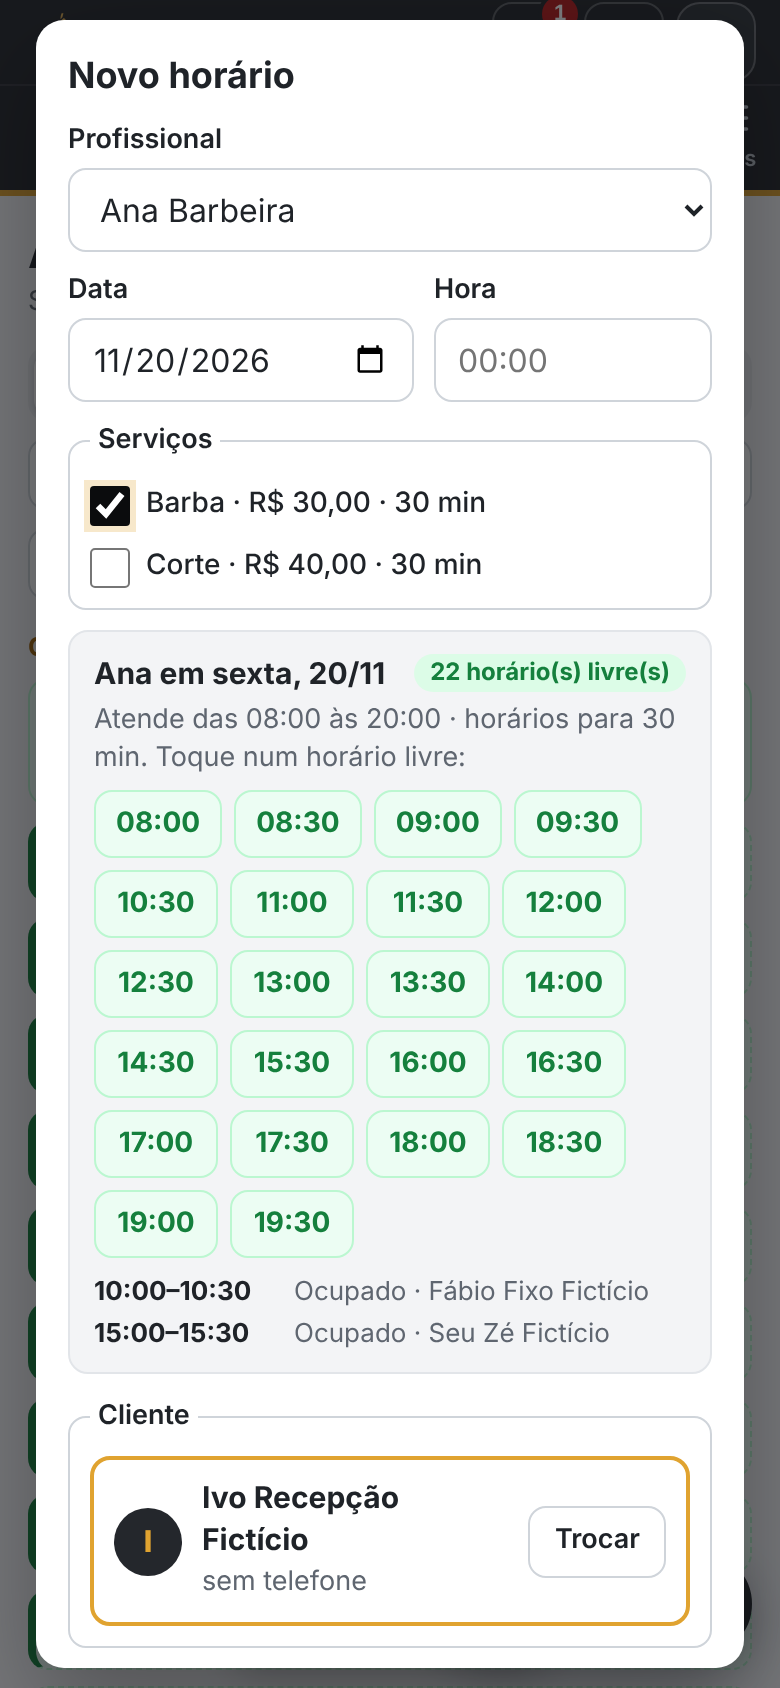 1
Novo horário
Profissional
Ana Barbeira
Data Hora
11/20/2026 00:00
Serviços
Barba · R$ 30,00 · 30 min
Corte · R$ 40,00 · 30 min
Ana em sexta, 20/11 22 horário(s) livre(s)
Atende das 08:00 às 20:00 · horários para 30
min. Toque num horário livre:
08:00 08:30 09:00 09:30
10:30 11:00 11:30 12:00
12:30 13:00 13:30 14:00
14:30 15:30 16:00 16:30
17:00 17:30 18:00 18:30
19:00 19:30
10:00–10:30 Ocupado · Fábio Fixo Fictício
15:00–15:30 Ocupado · Seu Zé Fictício
Cliente
I
Ivo Recepção
Fictício
sem telefone
Trocar